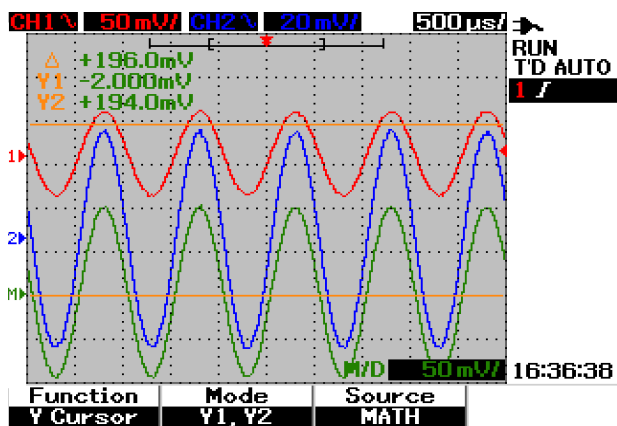 CH1 ∿ 50 mV/ CH2 ∿ 20 mV/ 500 µs/
RUN
T'D AUTO
1
Δ +196.0mV
Y1 -2.000mV
Y2 +194.0mV
1
2
M
M/D 50 mV/
16:36:38
Function Mode Source
Y Cursor Y1, Y2 MATH